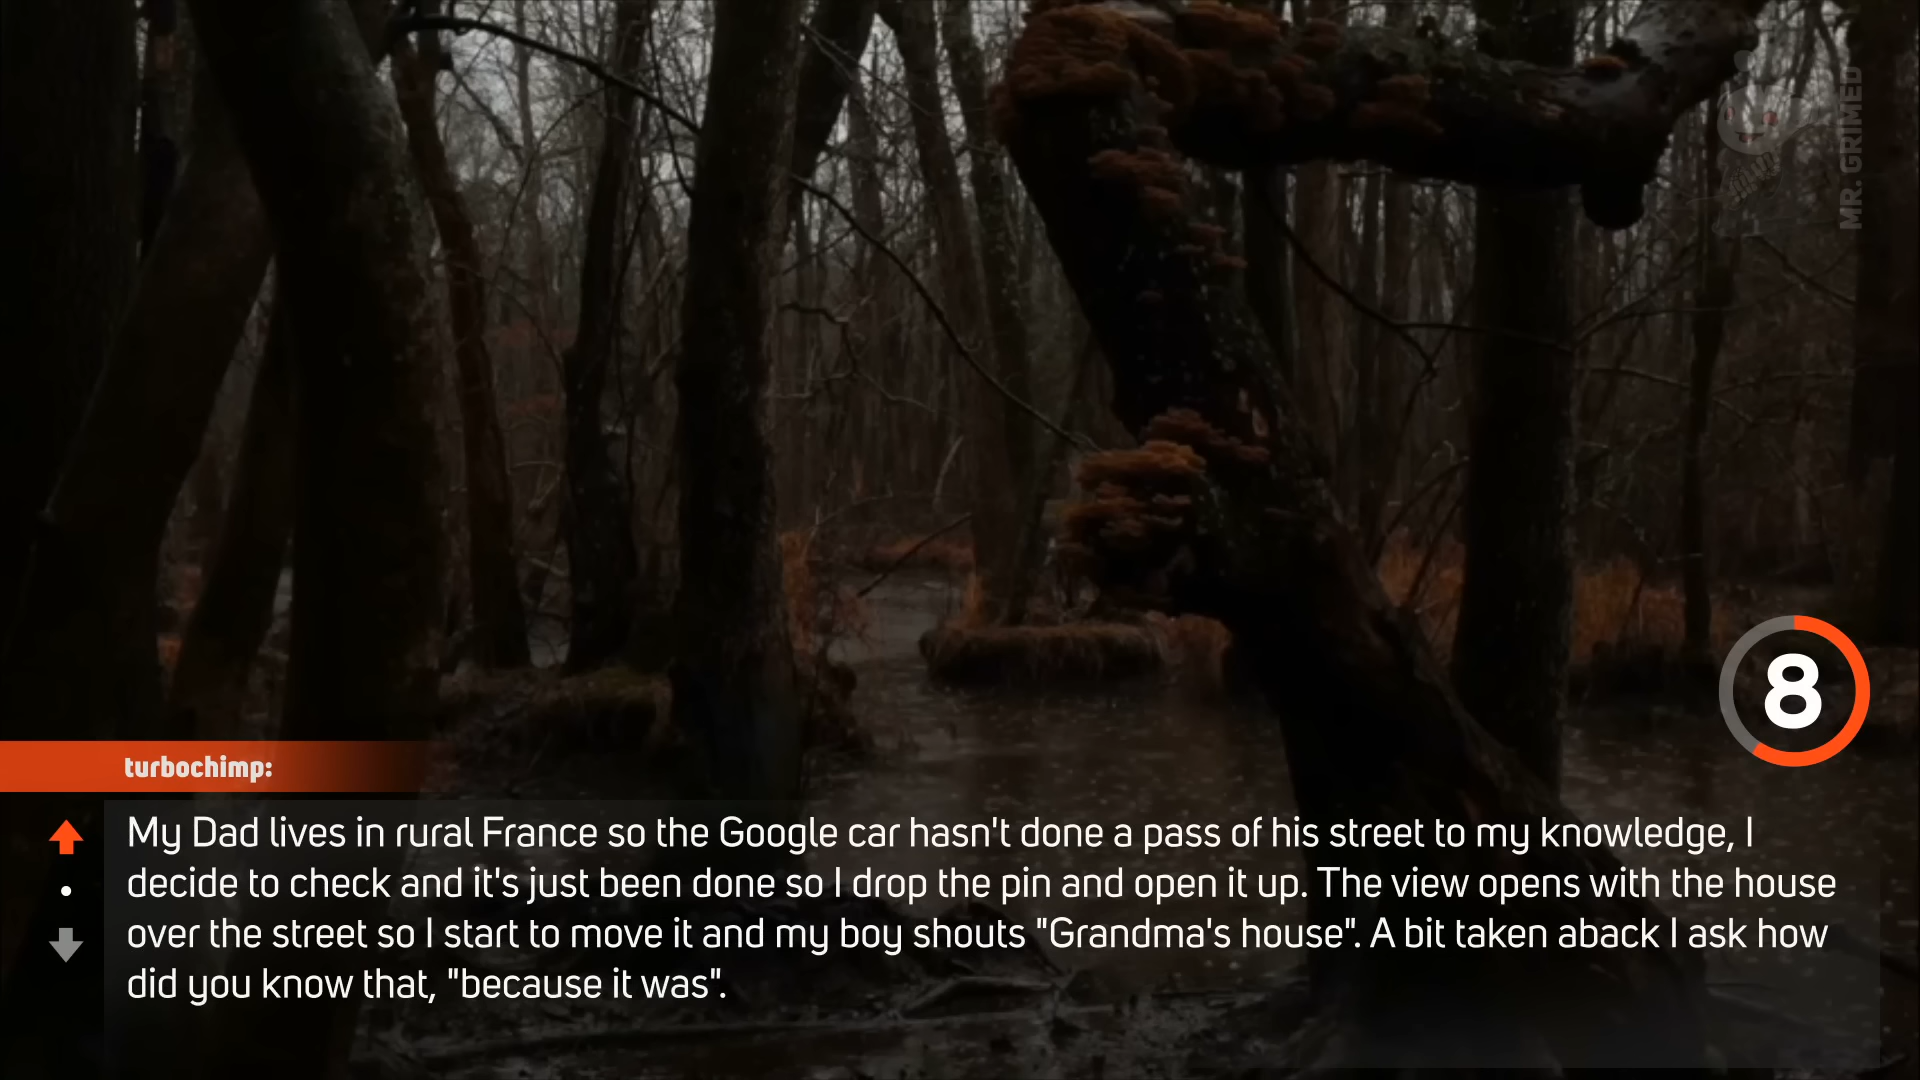 MR. GRIMED
8
turbochimp:
My Dad lives in rural France so the Google car hasn't done a pass of his street to my knowledge, I
decide to check and it's just been done so I drop the pin and open it up. The view opens with the house
over the street so I start to move it and my boy shouts "Grandma's house". A bit taken aback I ask how
did you know that, "because it was".